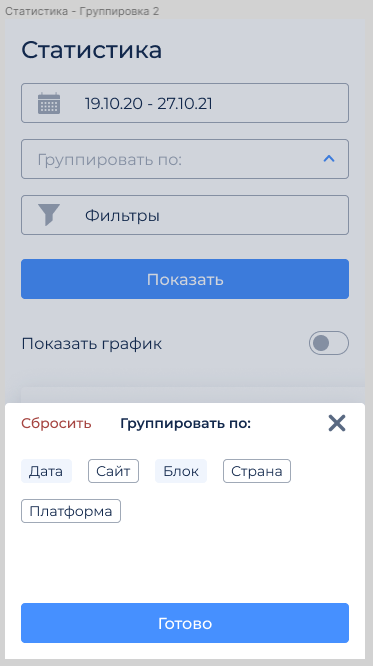 Статистика - Группировка 2
Статистика
19.10.20 - 27.10.21
Группировать по:
Фильтры
Показать
Показать график
Сбросить Группировать по:
Дата Сайт Блок Страна
Платформа
Готово